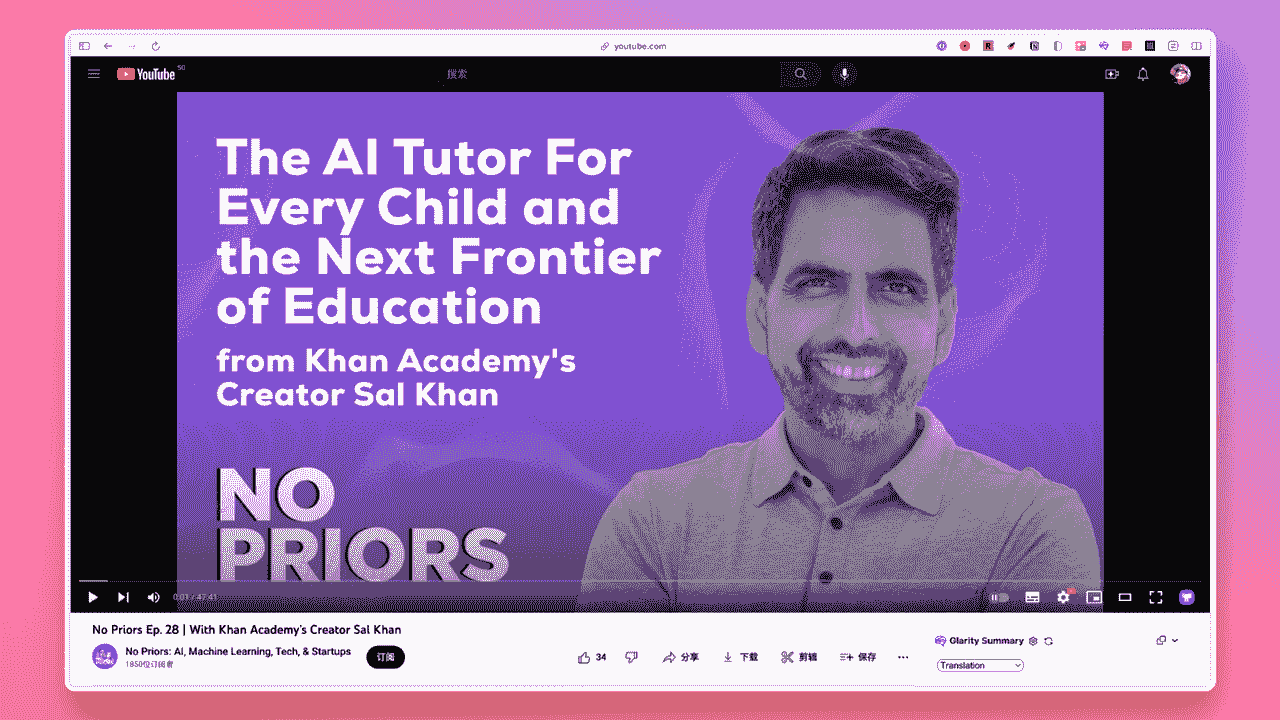 youtube.com
YouTube SG
搜索
The AI Tutor For
Every Child and
the Next Frontier
of Education
from Khan Academy's
Creator Sal Khan
NO
PRIORS
0:01 / 47:41
No Priors Ep. 28 | With Khan Academy's Creator Sal Khan
No Priors: AI, Machine Learning, Tech, & Startups
1850位订阅者
订阅
34
分享
下载
剪辑
保存
Glarity Summary
Translation